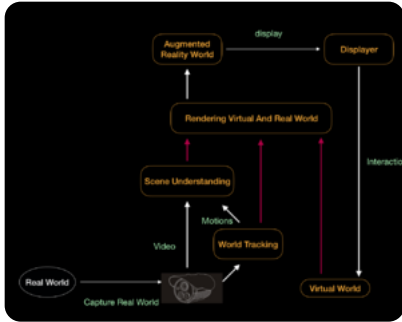 display
Augmented
Reality World
Displayer
Rendering Virtual And Real World
Interaction
Scene Understanding
Motions
Video
World Tracking
Real World
Capture Real World
Virtual World